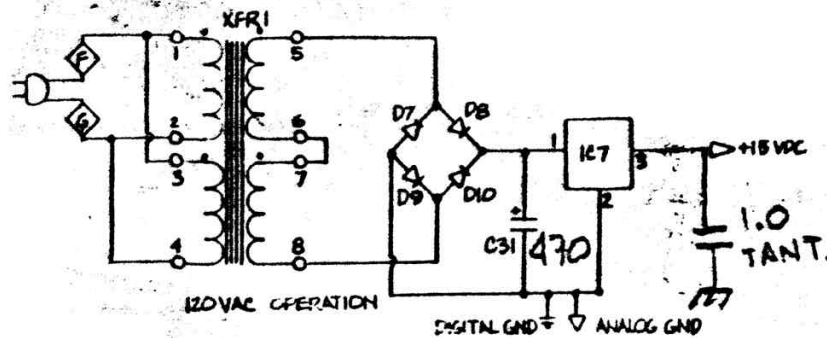 XFR1
F
1
5
D7
D8
G
2
6
1
IC7
3
+15 VDC
3
7
2
D9
D10
+
C31
470
1.0
TANT.
4
8
120VAC OPERATION
DIGITAL GND
ANALOG GND